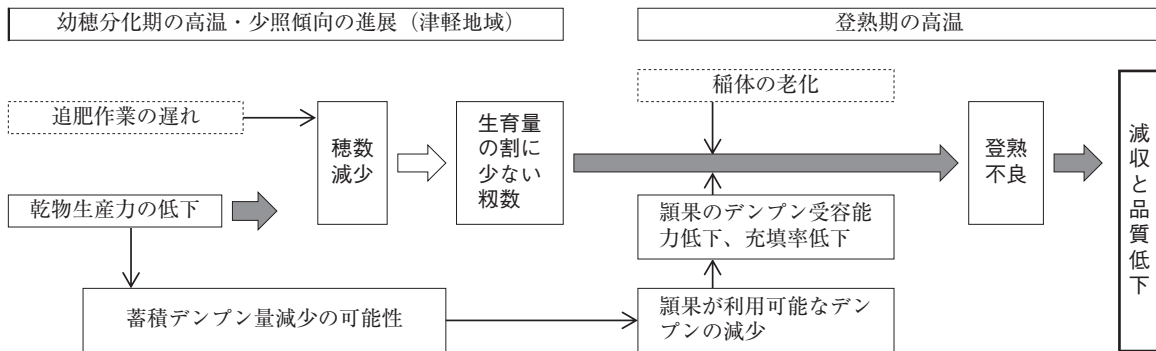 幼穂分化期の高温・少照傾向の進展（津軽地域）
登熟期の高温
追肥作業の遅れ
穂数
減少
生育量
の割に
少ない
籾数
稲体の老化
登熟
不良
減収と品質低下
乾物生産力の低下
頴果のデンプン受容能
力低下、充填率低下
蓄積デンプン量減少の可能性
頴果が利用可能なデン
プンの減少